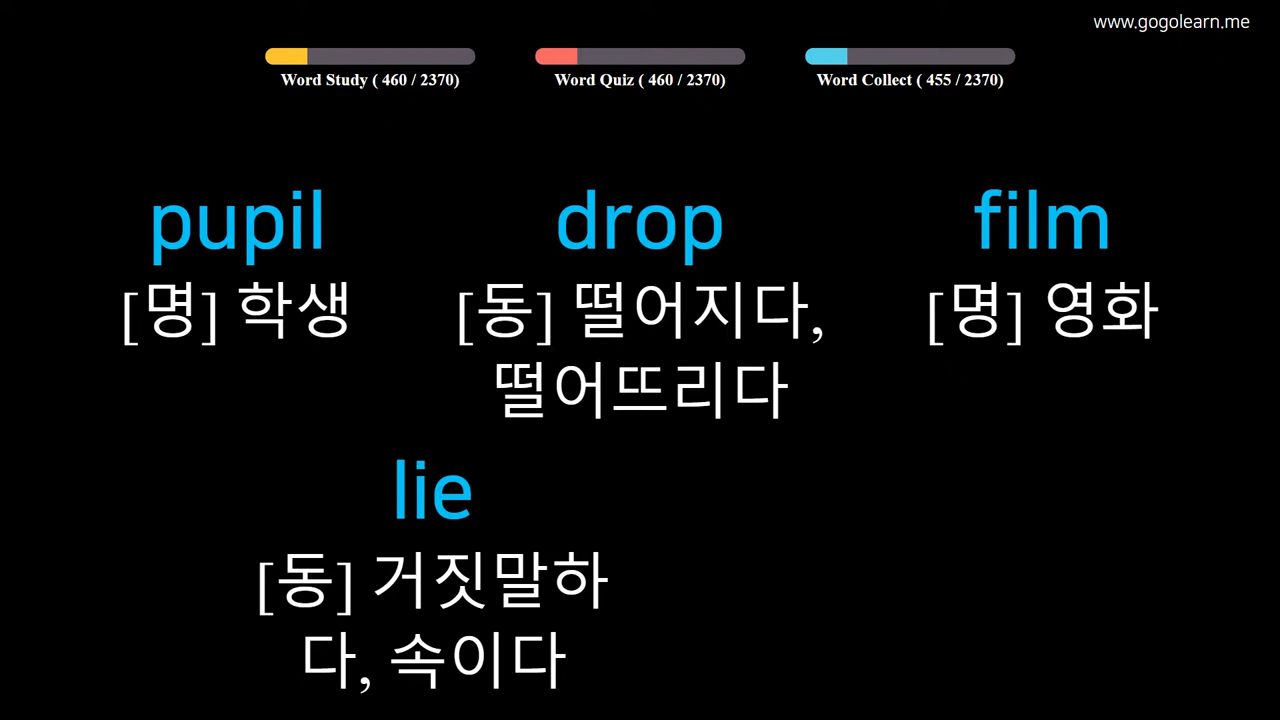 www.gogolearn.me
Word Study ( 460 / 2370)
Word Quiz ( 460 / 2370)
Word Collect ( 455 / 2370)
pupil
[명] 학생
drop
[동] 떨어지다,
떨어뜨리다
film
[명] 영화
lie
[동] 거짓말하
다, 속이다